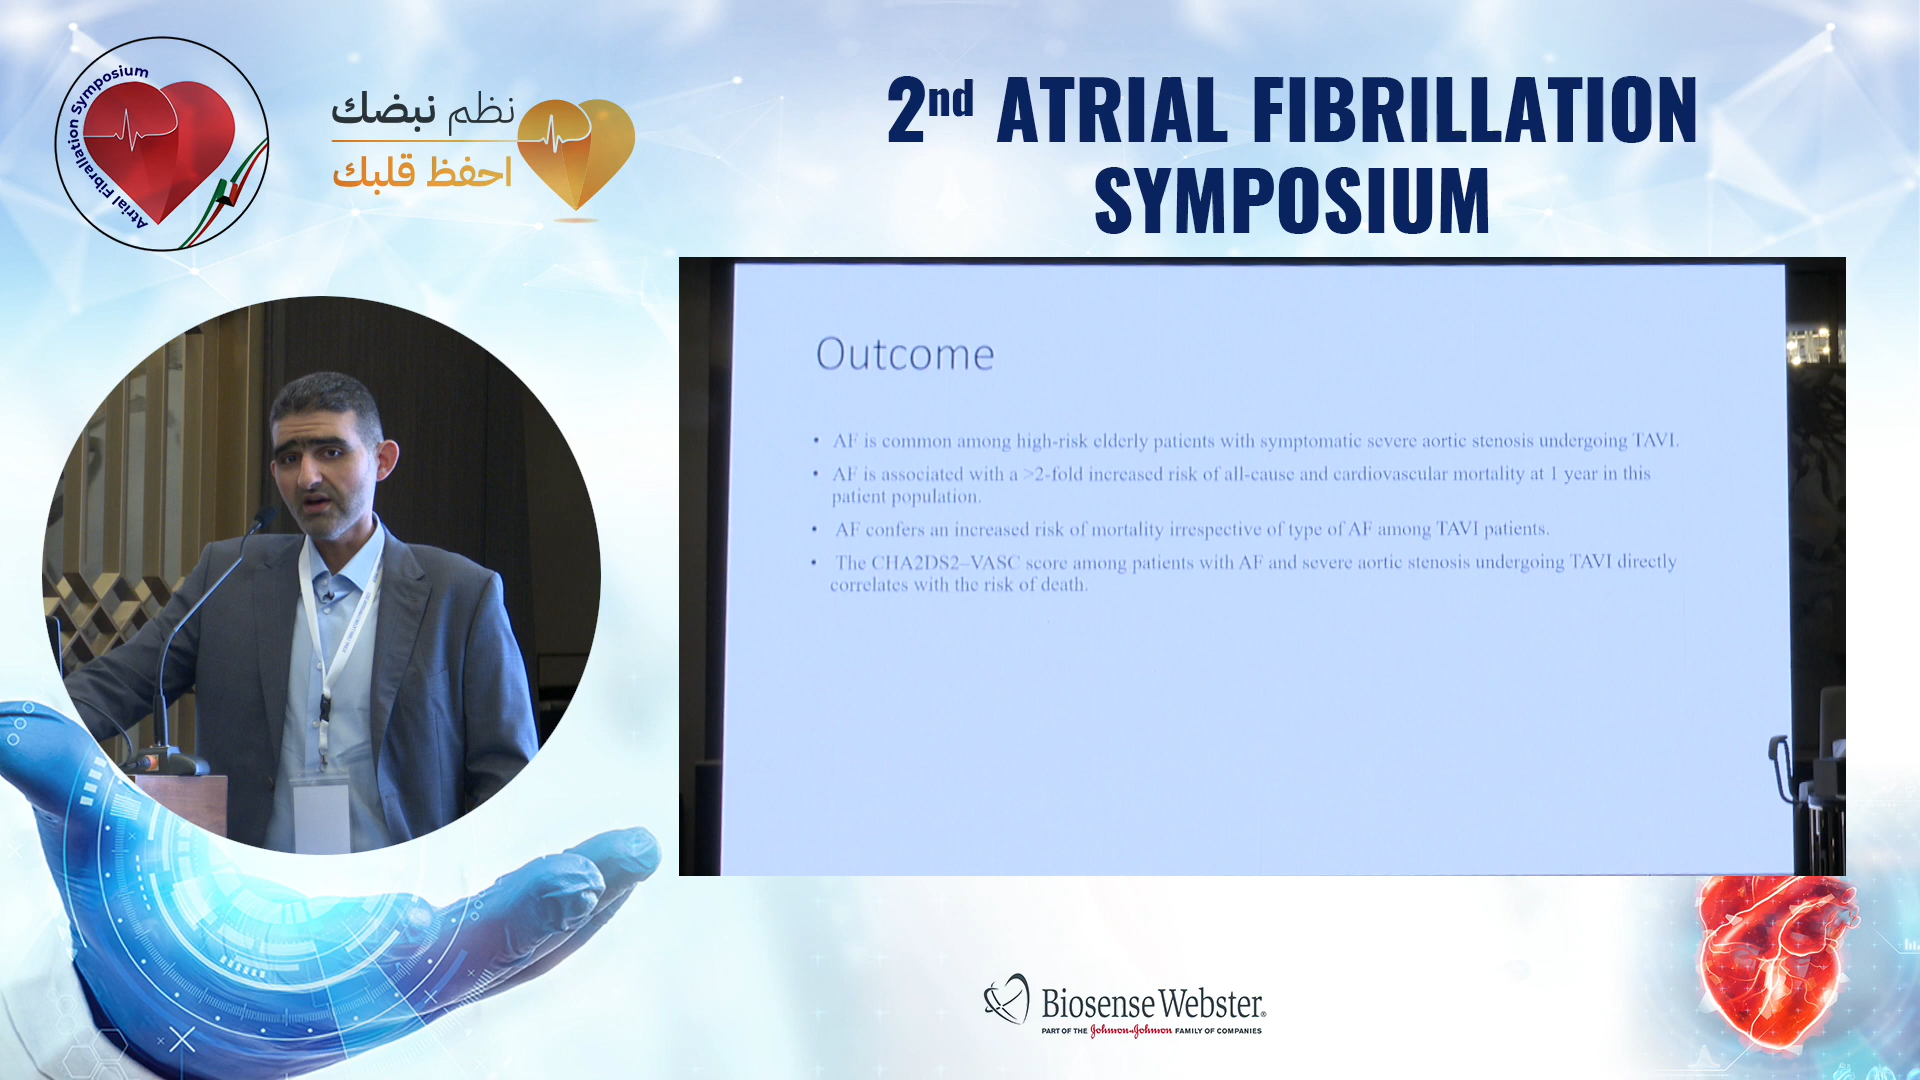 Atrial Fibrallation Symposium
نظم نبضك
احفظ قلبك
2nd ATRIAL FIBRILLATION
SYMPOSIUM
Outcome
• AF is common among high-risk elderly patients with symptomatic severe aortic stenosis undergoing TAVI.
• AF is associated with a >2-fold increased risk of all-cause and cardiovascular mortality at 1 year in this
patient population.
• AF confers an increased risk of mortality irrespective of type of AF among TAVI patients.
• The CHA2DS2–VASC score among patients with AF and severe aortic stenosis undergoing TAVI directly
correlates with the risk of death.
Biosense Webster®
PART OF THE Johnson & Johnson FAMILY OF COMPANIES